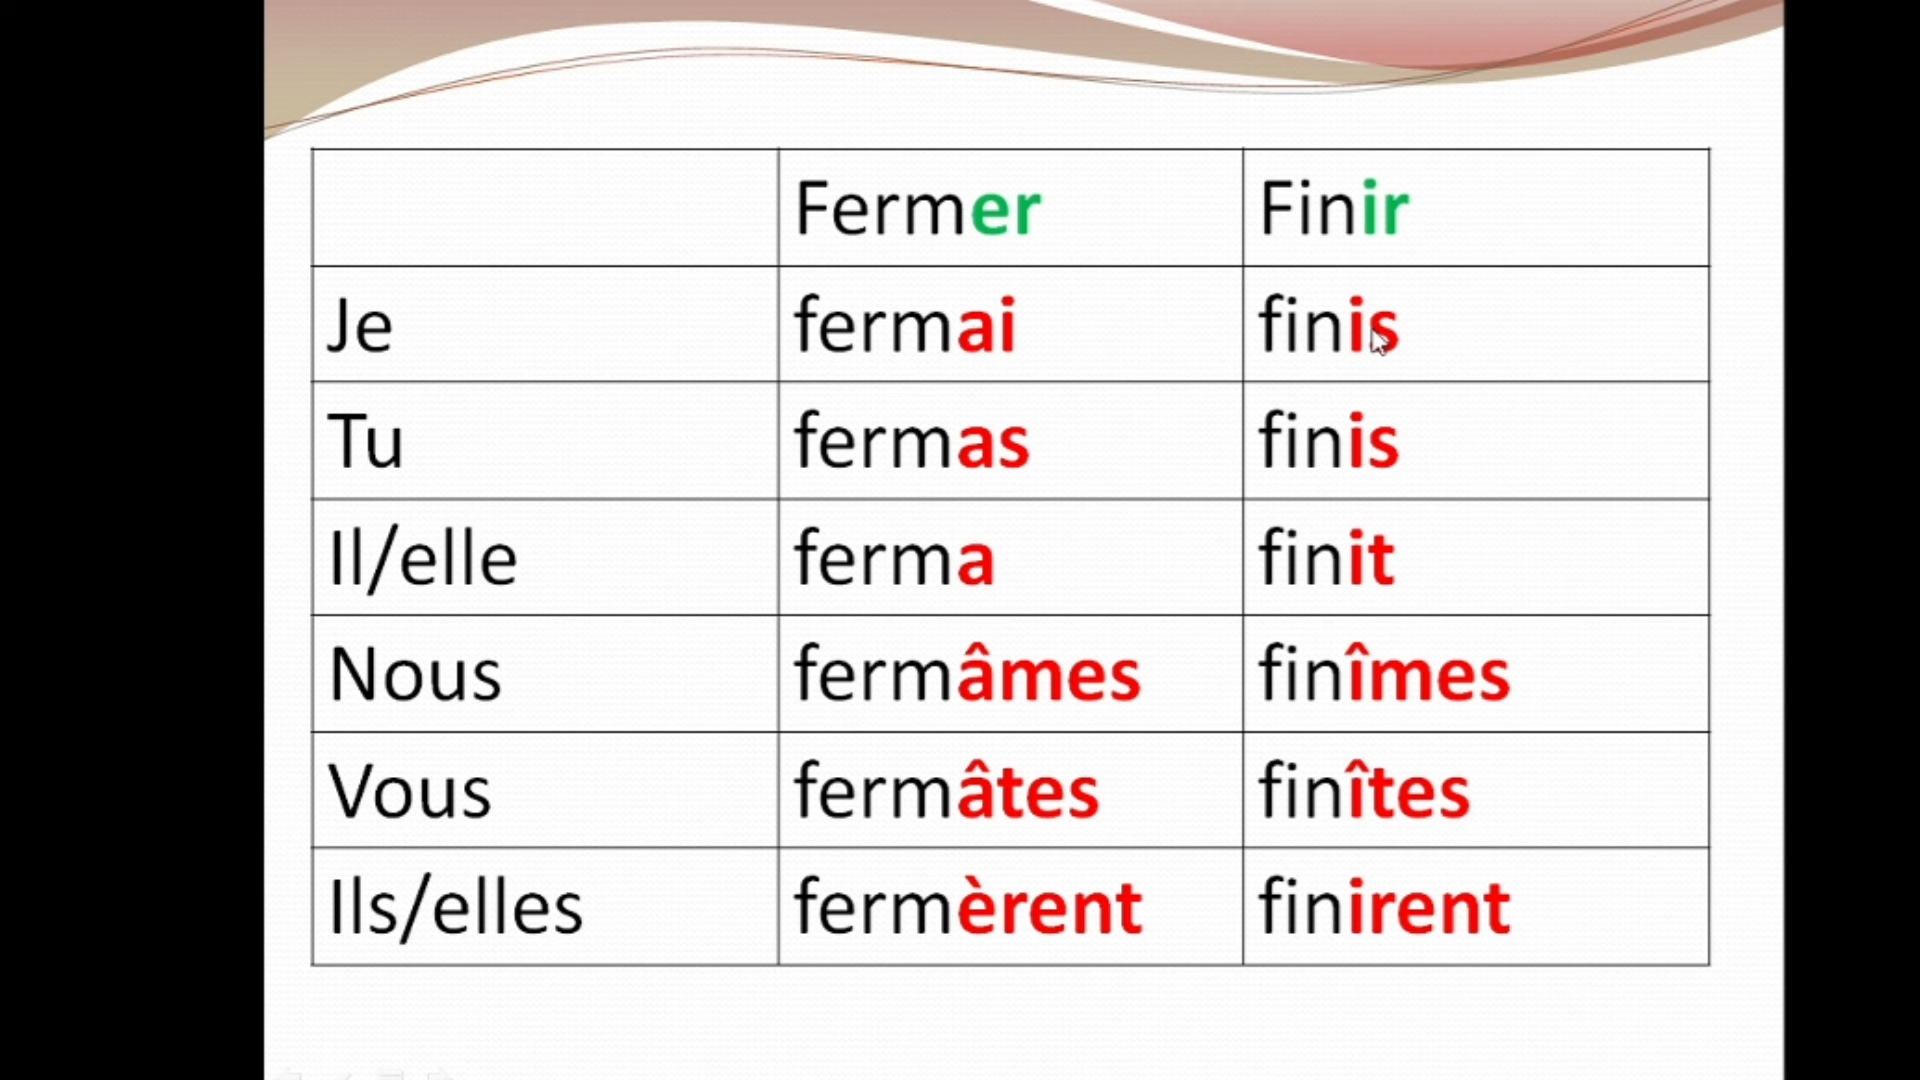 Fermer Finir
Je fermai finis
Tu fermas finis
Il/elle ferma finit
Nous fermâmes finîmes
Vous fermâtes finîtes
Ils/elles fermèrent finirent